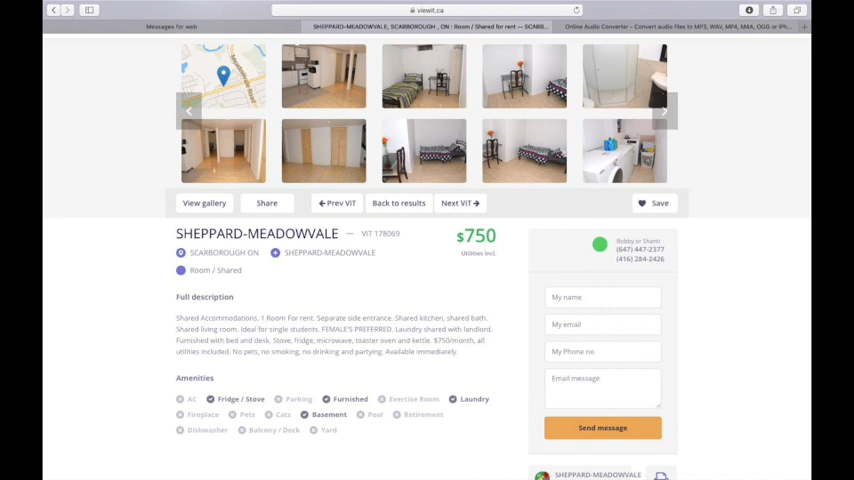 viewit.ca
Messages for web
SHEPPARD-MEADOWVALE, SCARBOROUGH , ON : Room / Shared for rent — SCARB...
Online Audio Converter - Convert audio files to MP3, WAV, MP4, M4A, OGG or iPh...
View gallery
Share
Prev ViT
Back to results
Next ViT
Save
SHEPPARD-MEADOWVALE — ViT 178069
$750
Utilities Incl.
SCARBOROUGH ON
SHEPPARD-MEADOWVALE
Room / Shared
Full description
Shared Accommodations. 1 Room For rent. Separate side entrance. Shared kitchen, shared bath.
Shared living room. Ideal for single students. FEMALE'S PREFERRED. Laundry shared with landlord.
Furnished with bed and desk. Stove, fridge, microwave, toaster oven and kettle. $750/month, all
utilities included. No pets, no smoking, no drinking and partying. Available immediately.
Amenities
AC Fridge / Stove Parking Furnished Exercise Room Laundry
Fireplace Pets Cats Basement Pool Retirement
Dishwasher Balcony / Deck Yard
Bobby or Shanti
(647) 447-2377
(416) 284-2426
My name
My email
My Phone no
Email message
Send message
SHEPPARD-MEADOWVALE